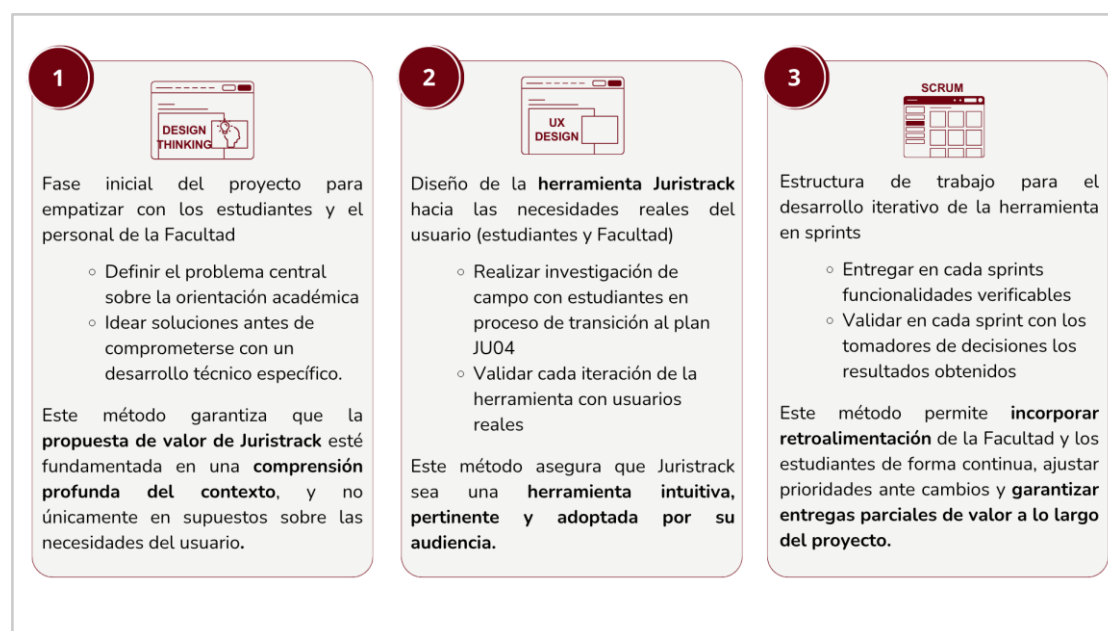 1
DESIGN
THINKING
Fase inicial del proyecto para
empatizar con los estudiantes y el
personal de la Facultad
◦ Definir el problema central
sobre la orientación académica
◦ Idear soluciones antes de
comprometerse con un
desarrollo técnico específico.
Este método garantiza que la
propuesta de valor de Juristrack esté
fundamentada en una comprensión
profunda del contexto, y no
únicamente en supuestos sobre las
necesidades del usuario.
2
UX
DESIGN
Diseño de la herramienta Juristrack
hacia las necesidades reales del
usuario (estudiantes y Facultad)
◦ Realizar investigación de
campo con estudiantes en
proceso de transición al plan
JU04
◦ Validar cada iteración de la
herramienta con usuarios
reales
Este método asegura que Juristrack
sea una herramienta intuitiva,
pertinente y adoptada por su
audiencia.
3
SCRUM
Estructura de trabajo para el
desarrollo iterativo de la herramienta
en sprints
◦ Entregar en cada sprints
funcionalidades verificables
◦ Validar en cada sprint con los
tomadores de decisiones los
resultados obtenidos
Este método permite incorporar
retroalimentación de la Facultad y los
estudiantes de forma continua, ajustar
prioridades ante cambios y garantizar
entregas parciales de valor a lo largo
del proyecto.